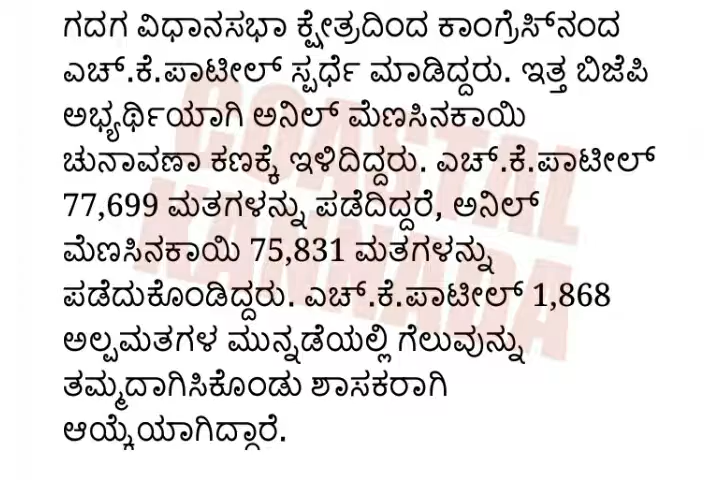 ಗದಗ ವಿಧಾನಸಭಾ ಕ್ಷೇತ್ರದಿಂದ ಕಾಂಗ್ರೆಸ್‌ನಿಂದ
ಎಚ್.ಕೆ.ಪಾಟೀಲ್ ಸ್ಪರ್ಧೆ ಮಾಡಿದ್ದರು. ಇತ್ತ ಬಿಜೆಪಿ
ಅಭ್ಯರ್ಥಿಯಾಗಿ ಅನಿಲ್ ಮೆಣಸಿನಕಾಯಿ
ಚುನಾವಣಾ ಕಣಕ್ಕೆ ಇಳಿದಿದ್ದರು. ಎಚ್.ಕೆ.ಪಾಟೀಲ್
77,699 ಮತಗಳನ್ನು ಪಡೆದಿದ್ದರೆ, ಅನಿಲ್
ಮೆಣಸಿನಕಾಯಿ 75,831 ಮತಗಳನ್ನು
ಪಡೆದುಕೊಂಡಿದ್ದರು. ಎಚ್.ಕೆ.ಪಾಟೀಲ್ 1,868
ಅಲ್ಪಮತಗಳ ಮುನ್ನಡೆಯಲ್ಲಿ ಗೆಲುವುನ್ನು
ತಮ್ಮದಾಗಿಸಿಕೊಂಡು ಶಾಸಕರಾಗಿ
ಆಯ್ಕೆಯಾಗಿದ್ದಾರೆ.
COASTAL
KANNADA